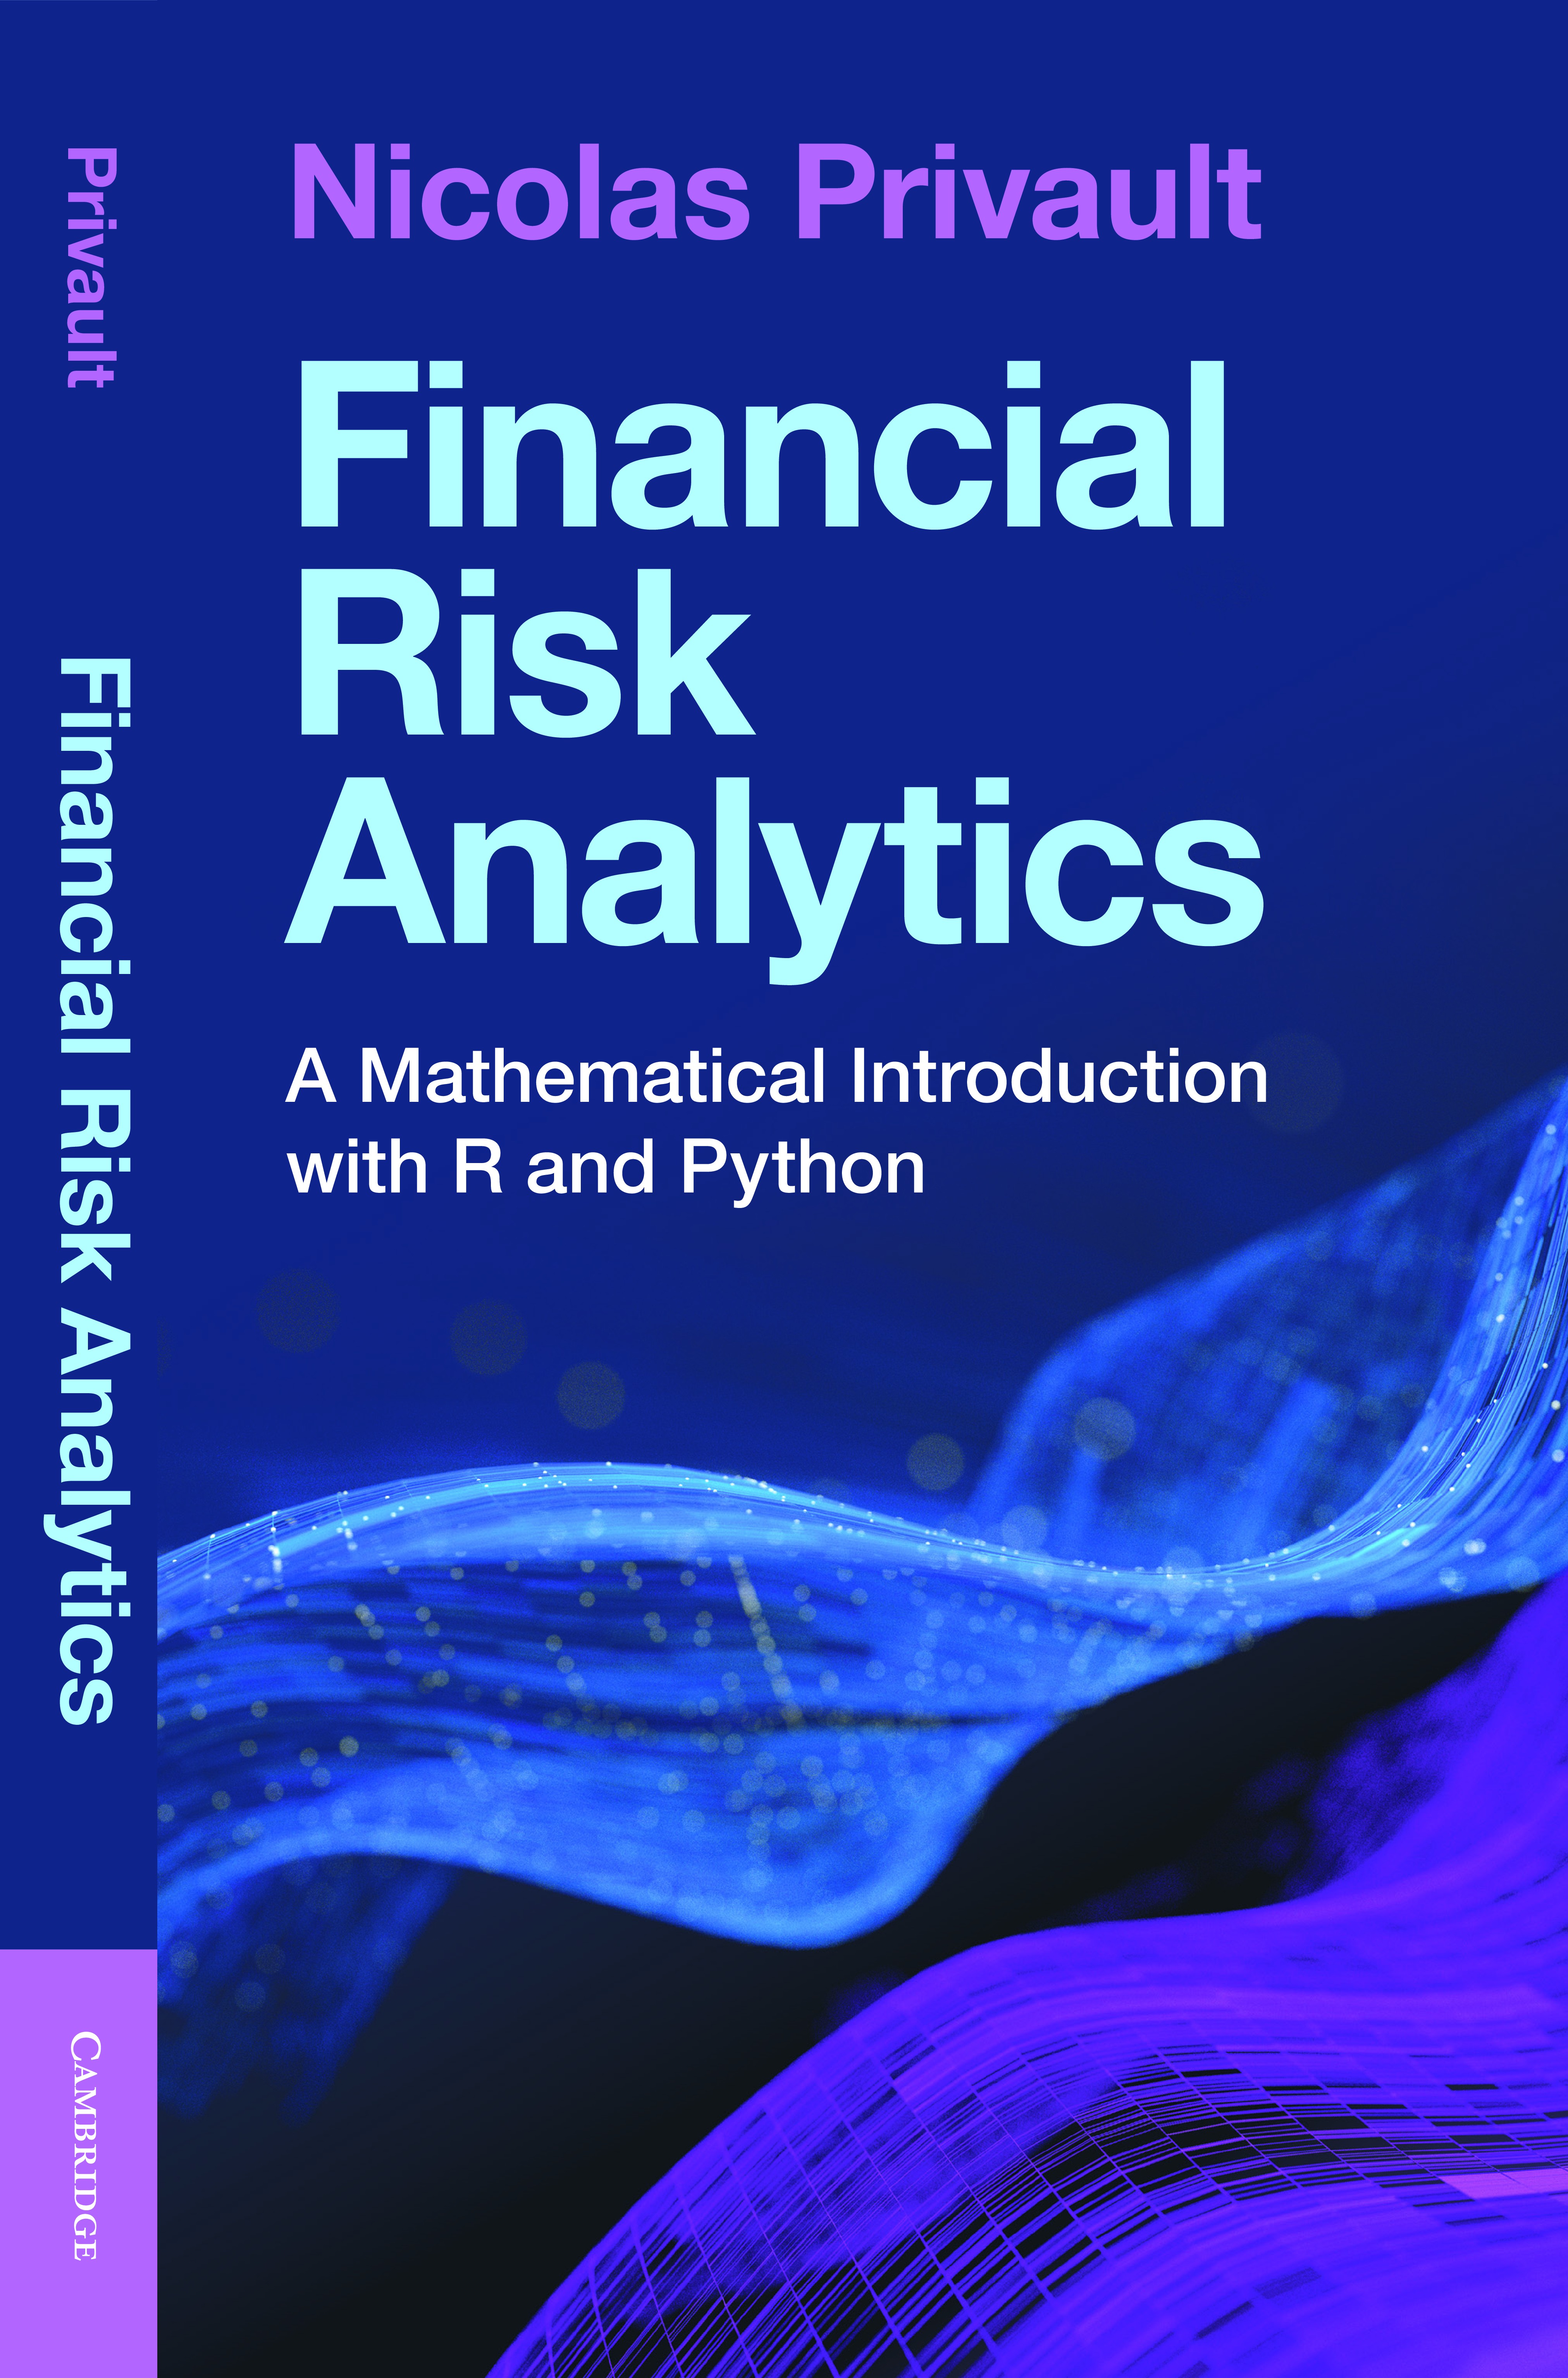 Nicolas Privault
Financial
Risk
Analytics
A Mathematical Introduction
with R and Python
Privault
Financial Risk Analytics
CAMBRIDGE